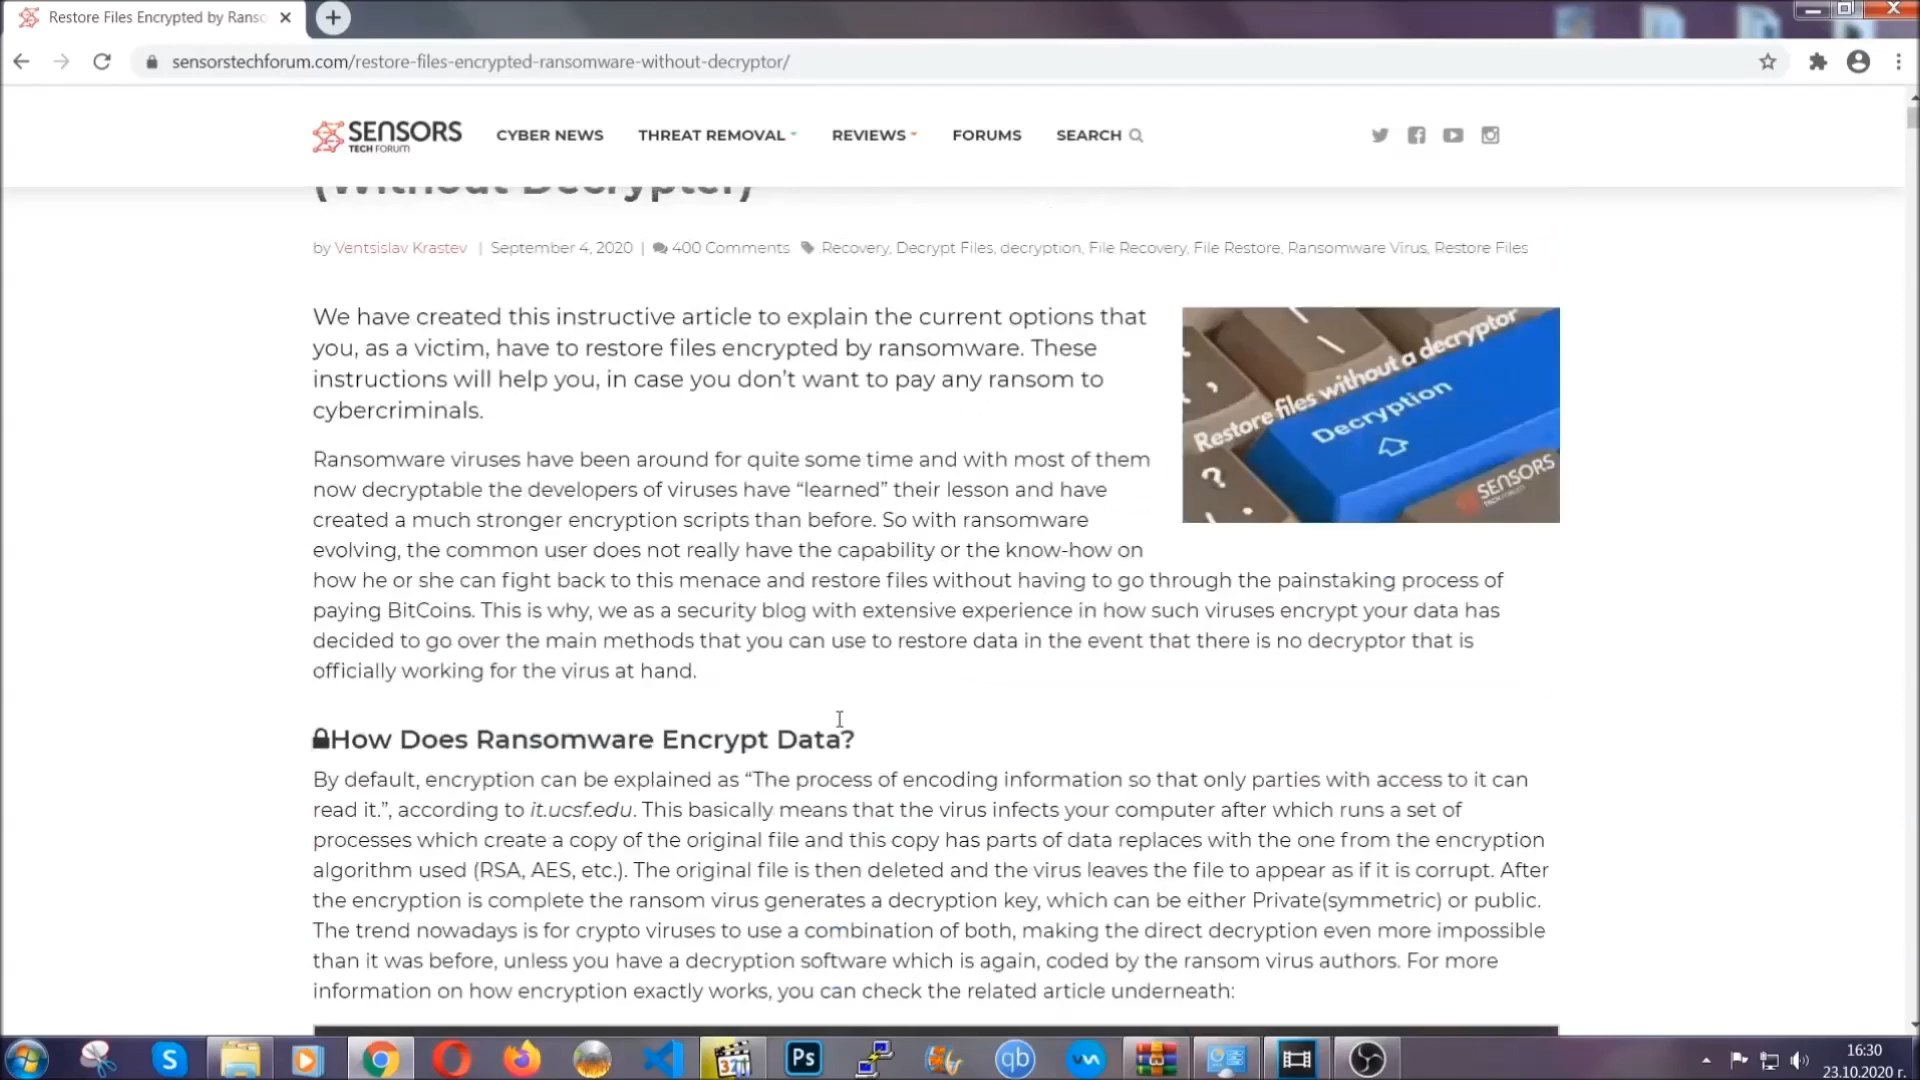 Restore Files Encrypted by Ranso
sensorstechforum.com/restore-files-encrypted-ransomware-without-decryptor/
SENSORS
TECH FORUM
CYBER NEWS
THREAT REMOVAL
REVIEWS
FORUMS
SEARCH
(Without Decrypter)
by Ventsislav Krastev | September 4, 2020 | 400 Comments .Recovery, Decrypt Files, decryption, File Recovery, File Restore, Ransomware Virus, Restore Files
We have created this instructive article to explain the current options that
you, as a victim, have to restore files encrypted by ransomware. These
instructions will help you, in case you don't want to pay any ransom to
cybercriminals.
Restore files without a decryptor
Decryption
SENSORS
TECH FORUM
Ransomware viruses have been around for quite some time and with most of them
now decryptable the developers of viruses have “learned” their lesson and have
created a much stronger encryption scripts than before. So with ransomware
evolving, the common user does not really have the capability or the know-how on
how he or she can fight back to this menace and restore files without having to go through the painstaking process of
paying BitCoins. This is why, we as a security blog with extensive experience in how such viruses encrypt your data has
decided to go over the main methods that you can use to restore data in the event that there is no decryptor that is
officially working for the virus at hand.
How Does Ransomware Encrypt Data?
By default, encryption can be explained as “The process of encoding information so that only parties with access to it can
read it.”, according to it.ucsf.edu. This basically means that the virus infects your computer after which runs a set of
processes which create a copy of the original file and this copy has parts of data replaces with the one from the encryption
algorithm used (RSA, AES, etc.). The original file is then deleted and the virus leaves the file to appear as if it is corrupt. After
the encryption is complete the ransom virus generates a decryption key, which can be either Private(symmetric) or public.
The trend nowadays is for crypto viruses to use a combination of both, making the direct decryption even more impossible
than it was before, unless you have a decryption software which is again, coded by the ransom virus authors. For more
information on how encryption exactly works, you can check the related article underneath:
S
321
Ps
qb
16:30
23.10.2020 г.